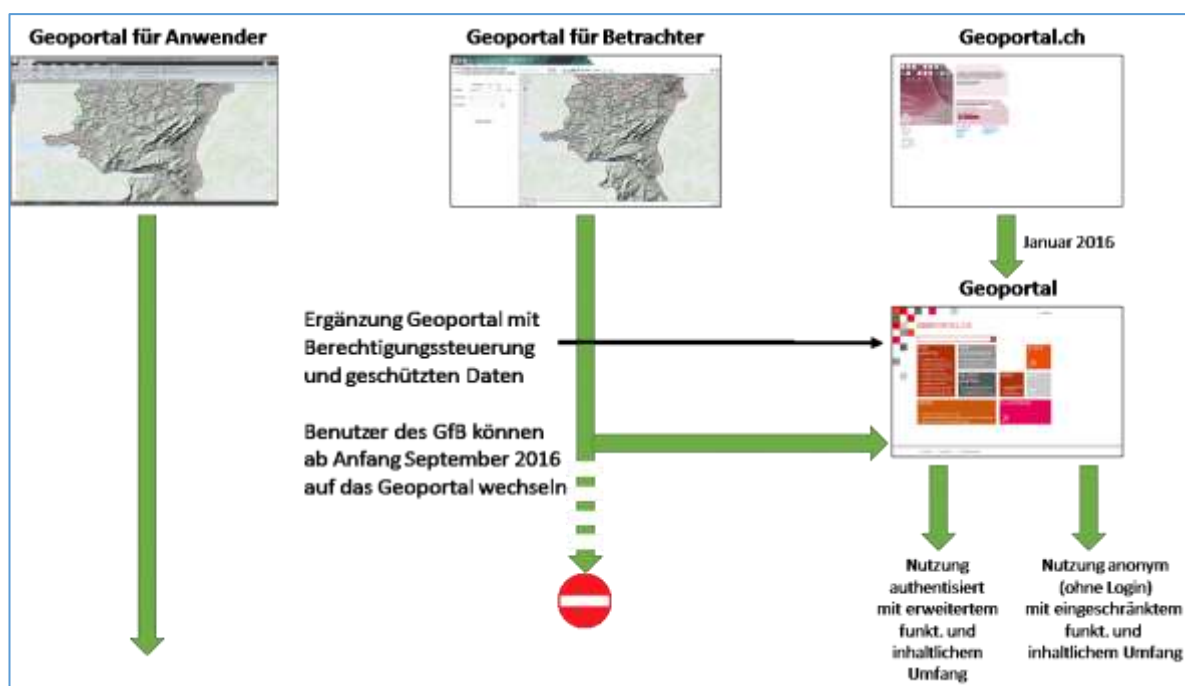 Geoportal für Anwender
Geoportal für Betrachter
Geoportal.ch
Januar 2016
Geoportal
Ergänzung Geoportal mit
Berechtigungssteuerung
und geschützten Daten
Benutzer des GfB können
ab Anfang September 2016
auf das Geoportal wechseln
Nutzung
authentisiert
mit erweitertem
funkt. und
inhaltlichem
Umfang
Nutzung anonym
(ohne Login)
mit eingeschränktem
funkt. und
inhaltlichem Umfang